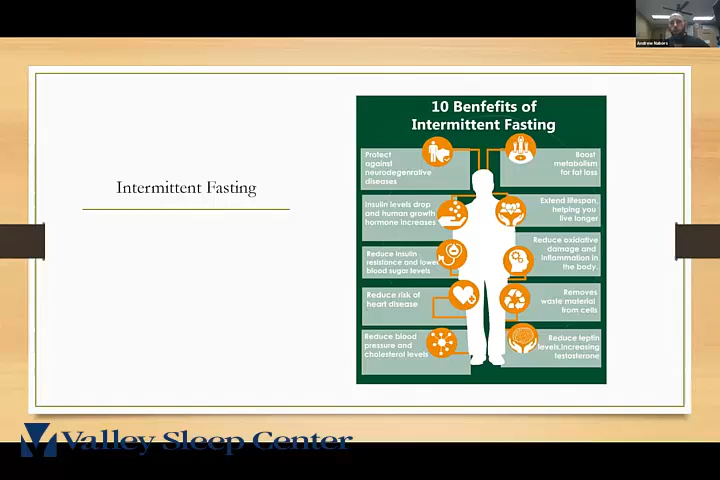 Andrew Nabors
Intermittent Fasting
10 Benfefits of
Intermittent Fasting
Protect
against
neurodegenrative
diseases
Insulin levels drop
and human growth
hormone increases
Reduce insulin
resistance and lower
blood sugar levels
Reduce risk of
heart disease
Reduce blood
pressure and
cholesterol levels
Boost
metabolism
for fat loss
Extend lifespan,
helping you
live longer
Reduce oxidative
damage and
inflammation in
the body.
Removes
waste material
from cells
Reduce leptin
levels,increasing
testosterone
Valley Sleep Center